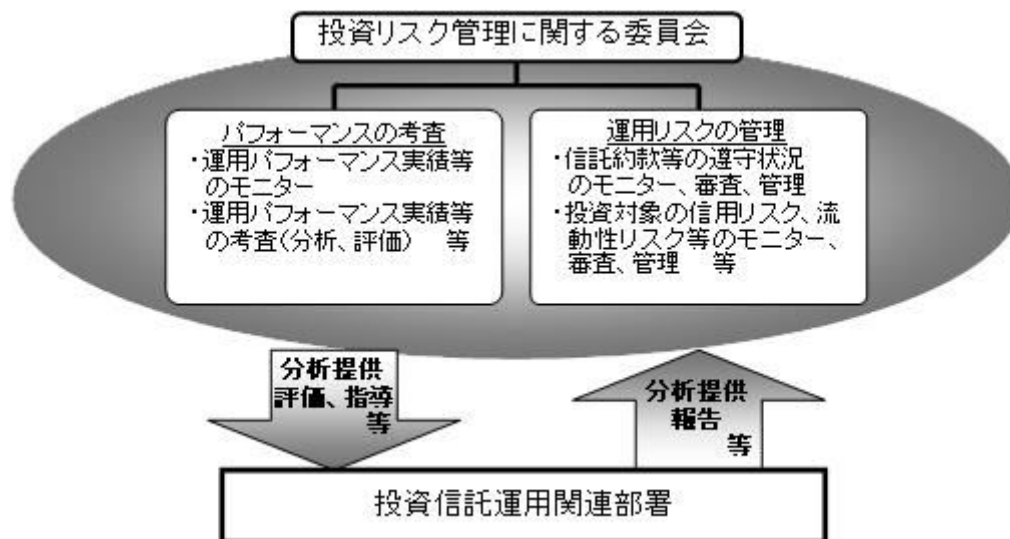 投資リスク管理に関する委員会
パフォーマンスの考査
・運用パフォーマンス実績等
のモニター
・運用パフォーマンス実績等
の考査(分析、評価) 等
運用リスクの管理
・信託約款等の遵守状況
のモニター、審査、管理
・投資対象の信用リスク、流
動性リスク等のモニター、
審査、管理 等
分析提供
評価、指導
等
分析提供
報告
等
投資信託運用関連部署